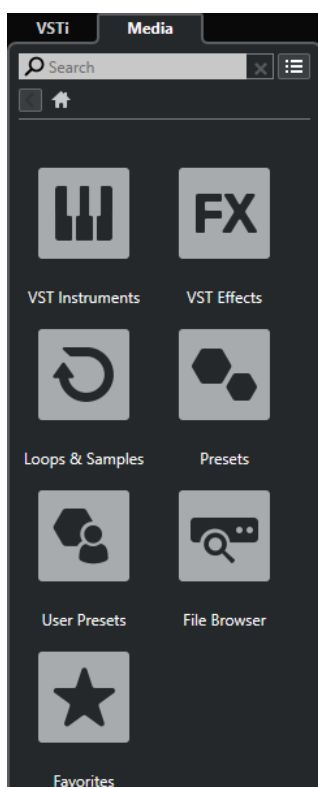 VSTi Media
Search
FX
VST Instruments VST Effects
Loops & Samples Presets
User Presets File Browser
Favorites